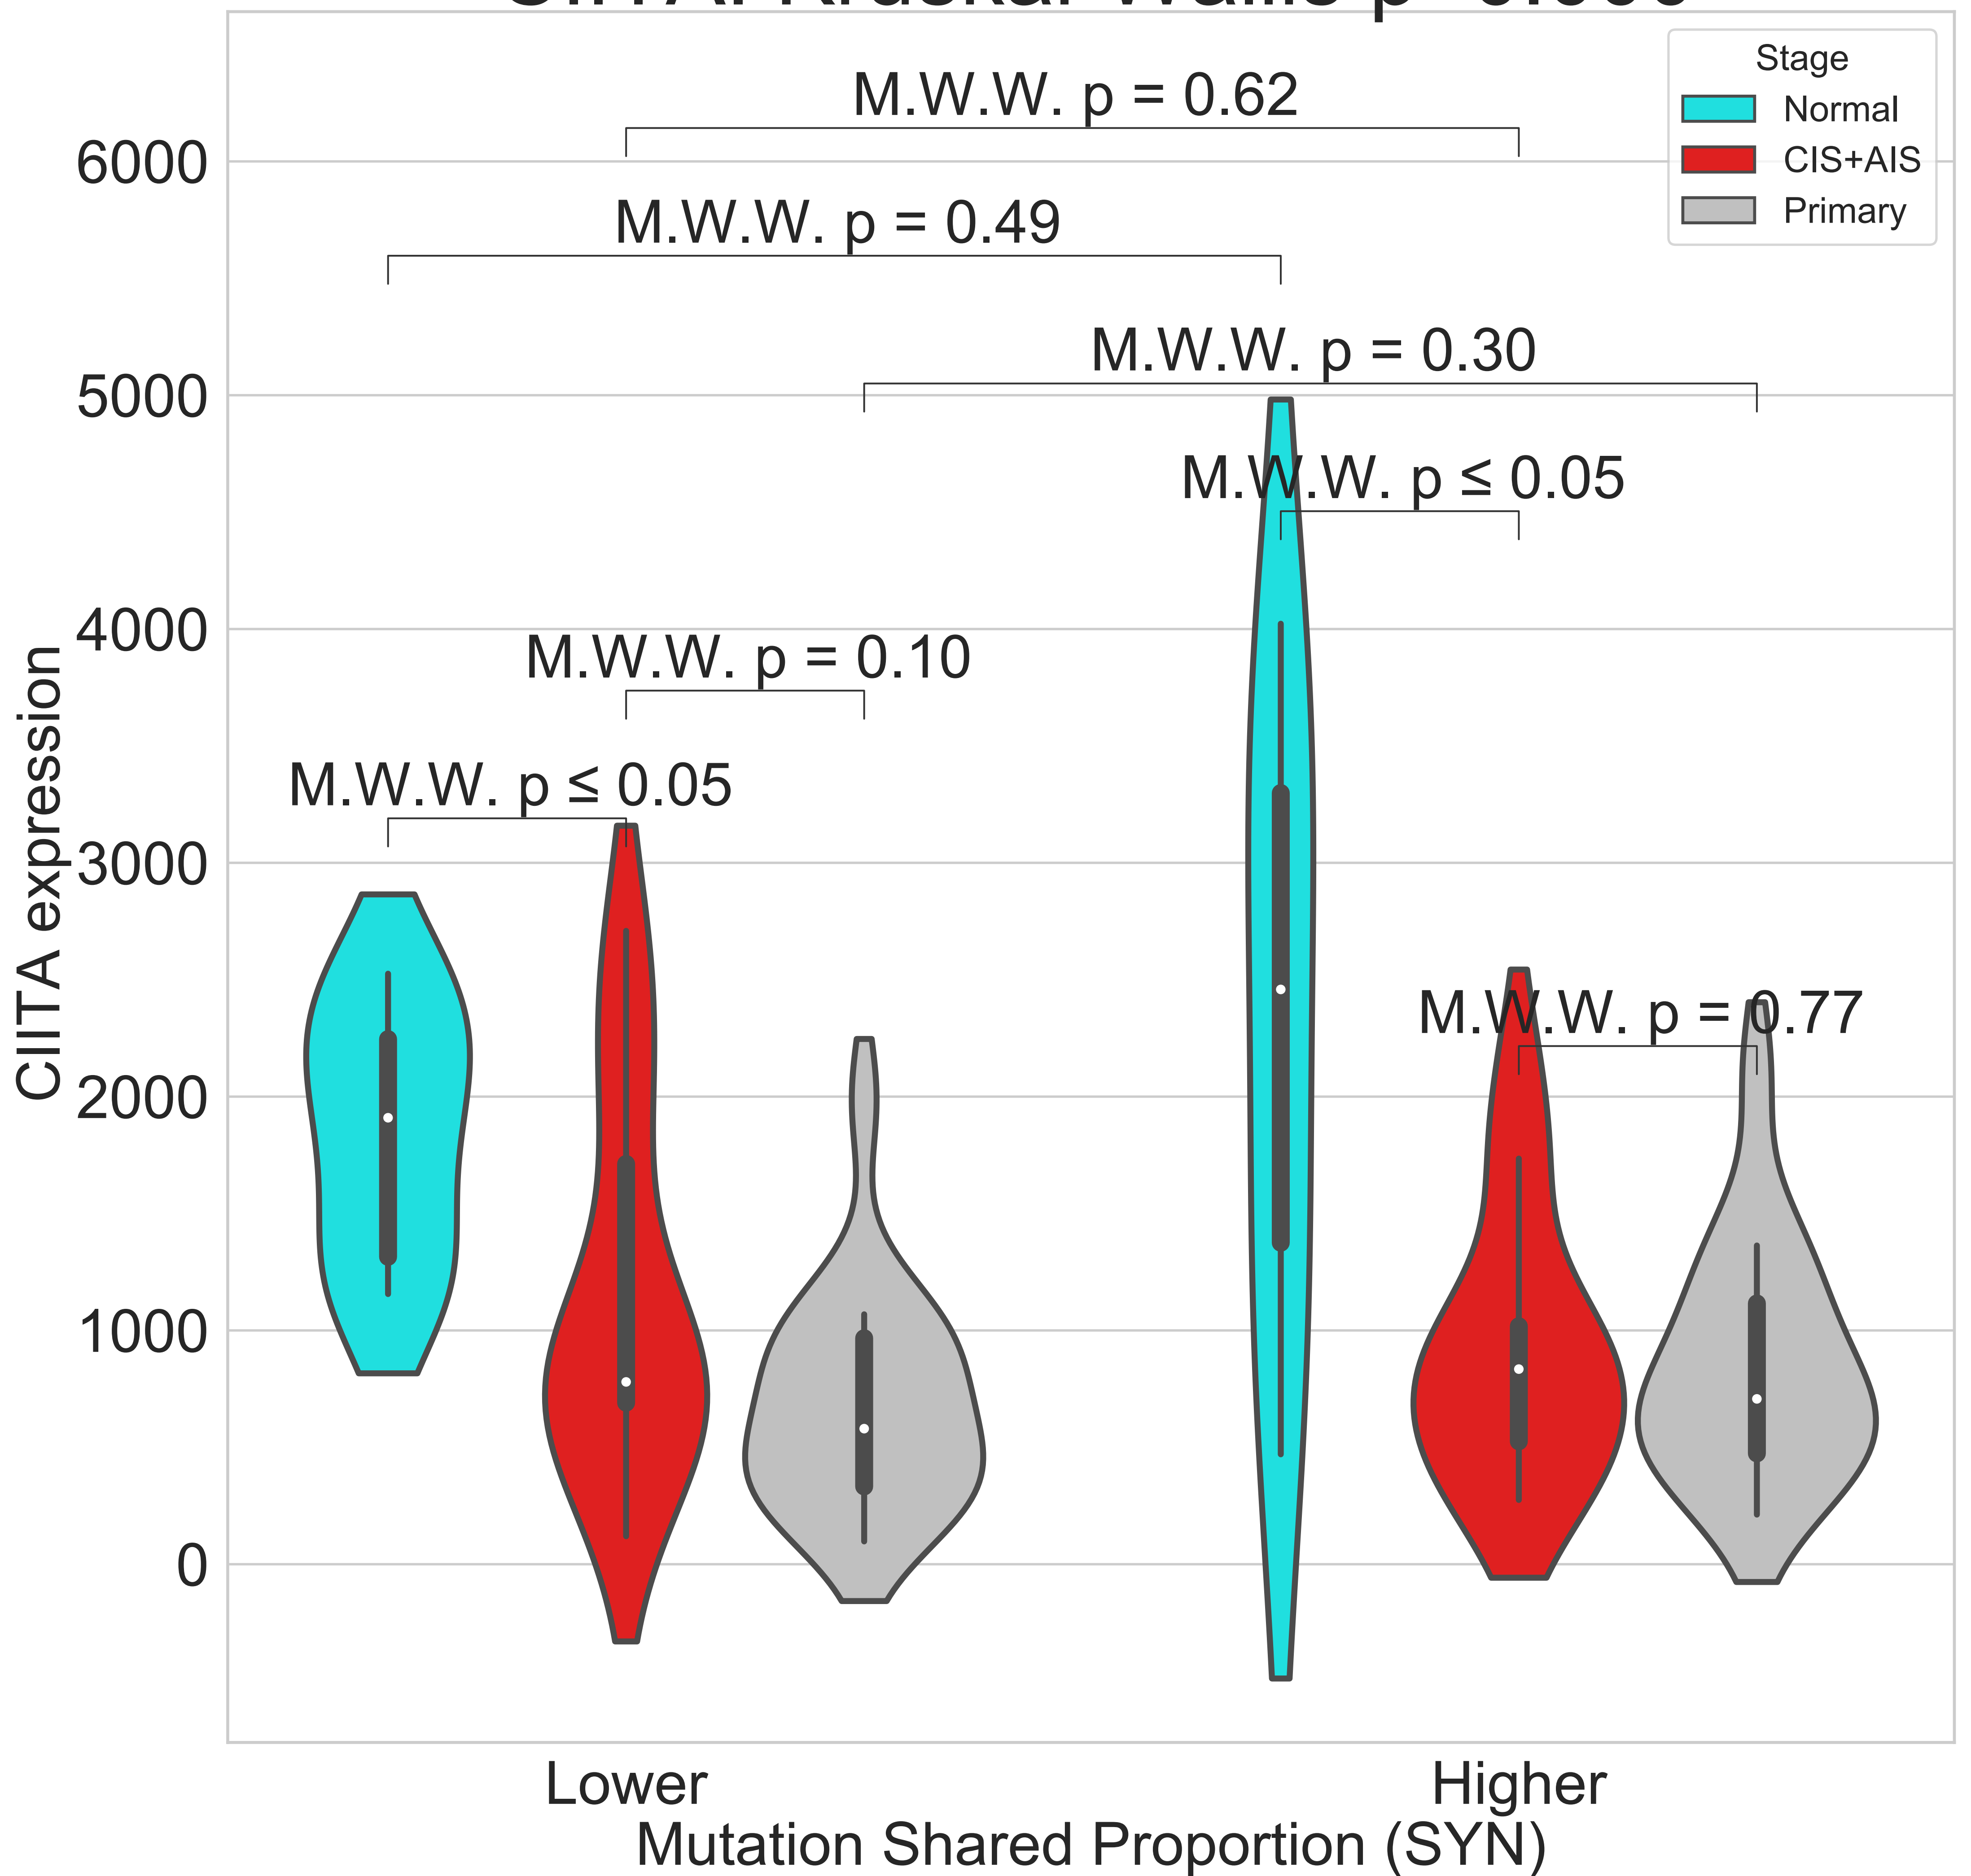 Stage
Normal
CIS+AIS
Primary
M.W.W. p = 0.62
M.W.W. p = 0.49
M.W.W. p = 0.30
M.W.W. p ≤ 0.05
M.W.W. p = 0.10
M.W.W. p ≤ 0.05
M.W.W. p = 0.77
6000
5000
4000
3000
2000
1000
0
CIITA expression
Lower
Higher
Mutation Shared Proportion (SYN)